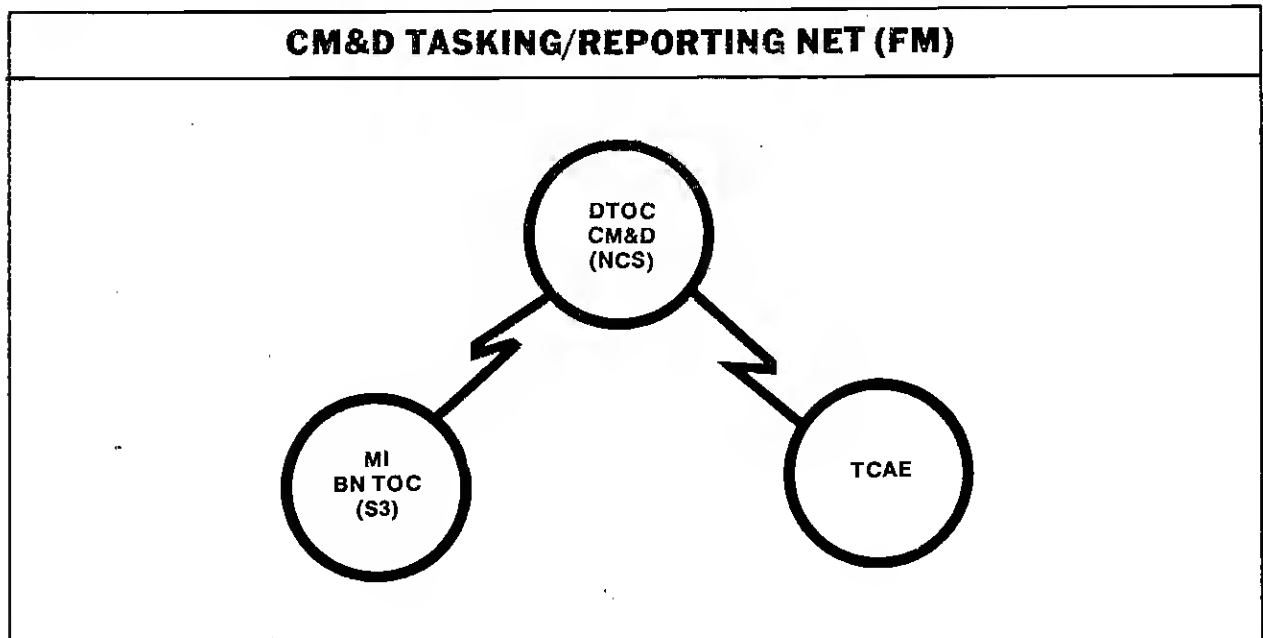 CM&D TASKING/REPORTING NET (FM)
DTOC
CM&D
(NCS)
MI
BN TOC
(S3)
TCAE